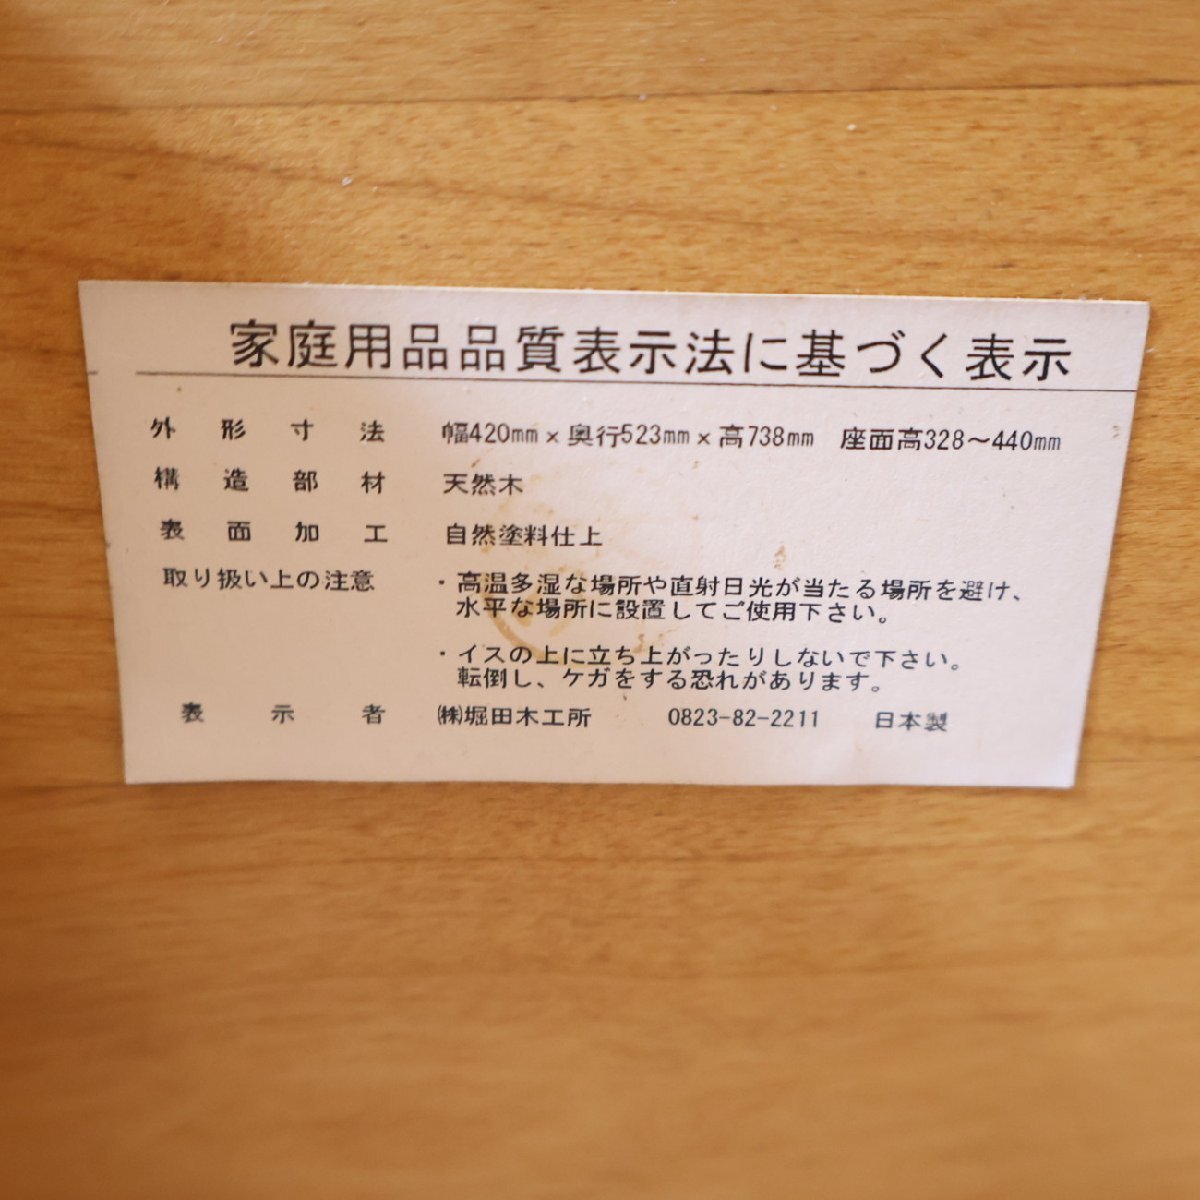 家庭用品品質表示法に基づく表示
外形寸法 幅420mm×奥行523mm×高738mm 座面高328～440mm
構造部材 天然木
表面加工 自然塗料仕上
取り扱い上の注意 ・高温多湿な場所や直射日光が当たる場所を避け、
水平な場所に設置してご使用下さい。
・イスの上に立ち上がったりしないで下さい。
転倒し、ケガをする恐れがあります。
表示者 ㈱堀田木工所 0823-82-2211 日本製